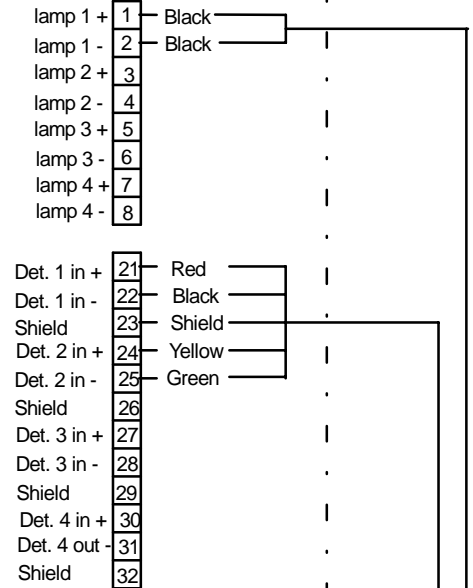 lamp 1 + 1 Black
lamp 1 - 2 Black
lamp 2 + 3
lamp 2 - 4
lamp 3 + 5
lamp 3 - 6
lamp 4 + 7
lamp 4 - 8
Det. 1 in + 21 Red
Det. 1 in - 22 Black
Shield 23 Shield
Det. 2 in + 24 Yellow
Det. 2 in - 25 Green
Shield 26
Det. 3 in + 27
Det. 3 in - 28
Shield 29
Det. 4 in + 30
Det. 4 out - 31
Shield 32